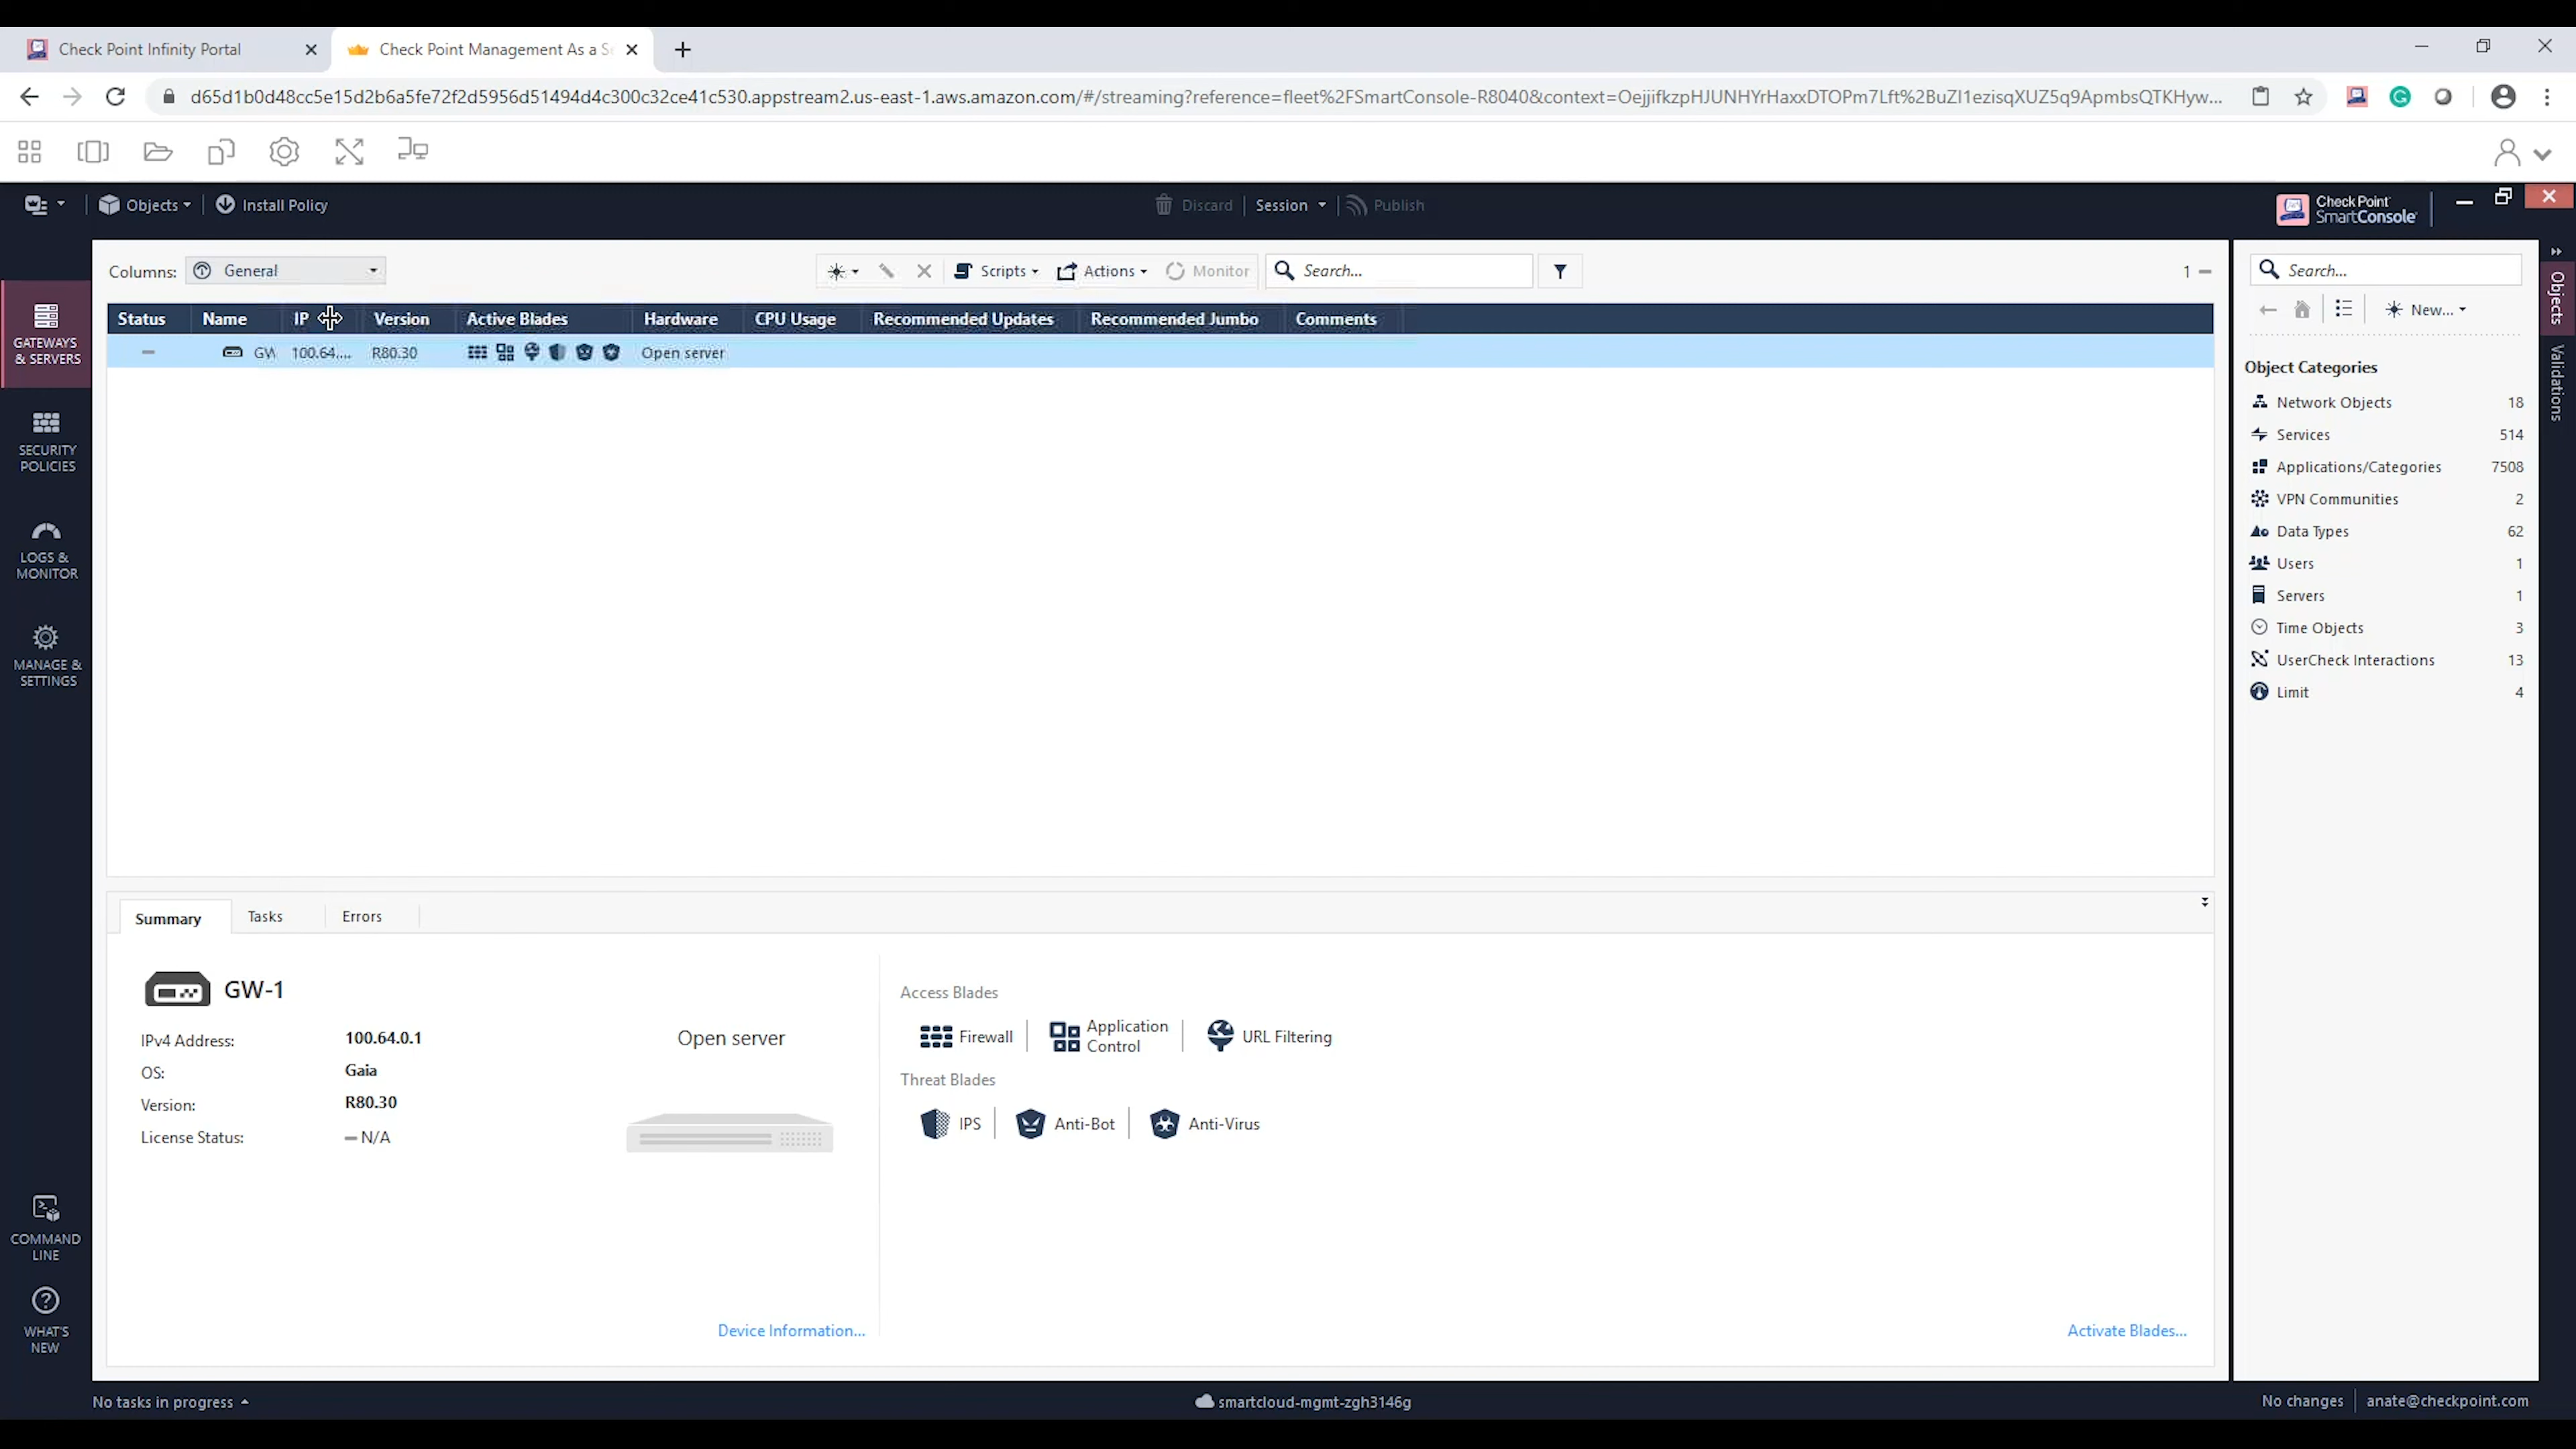 Check Point Infinity Portal
Check Point Management As a S
d65d1b0d48cc5e15d2b6a5fe72f2d5956d51494d4c300c32ce41c530.appstream2.us-east-1.aws.amazon.com/#/streaming?reference=fleet%2FSmartConsole-R8040&context=OejjifkzpHJUNHYrHaxxDTOPm7Lft%2BuZI1ezisqXUZ5q9ApmbsQTKHyw...
Objects
Install Policy
Discard
Session
Publish
Check Point
SmartConsole
Columns:
General
Scripts
Actions
Monitor
Search...
1
Status
Name
IP
Version
Active Blades
Hardware
CPU Usage
Recommended Updates
Recommended Jumbo
Comments
GW
100.64....
R80.30
Open server
GATEWAYS
& SERVERS
SECURITY
POLICIES
LOGS &
MONITOR
MANAGE &
SETTINGS
COMMAND
LINE
WHAT'S
NEW
Summary
Tasks
Errors
GW-1
IPv4 Address:
100.64.0.1
OS:
Gaia
Version:
R80.30
License Status:
N/A
Open server
Device Information...
Access Blades
Firewall
Application
Control
URL Filtering
Threat Blades
IPS
Anti-Bot
Anti-Virus
Activate Blades...
Search...
New...
Object Categories
Network Objects 18
Services 514
Applications/Categories 7508
VPN Communities 2
Data Types 62
Users 1
Servers 1
Time Objects 3
UserCheck Interactions 13
Limit 4
Objects
Validations
No tasks in progress
smartcloud-mgmt-zgh3146g
No changes
anate@checkpoint.com